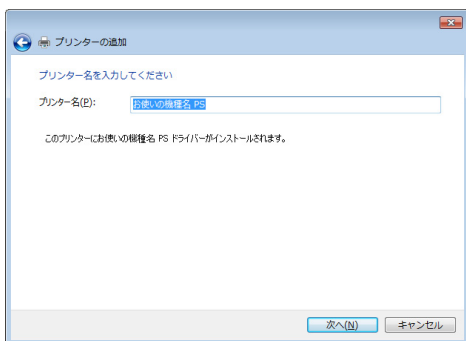 プリンターの追加
プリンター名を入力してください
プリンター名(P): お使いの機種名 PS
このプリンターにお使いの機種名 PS ドライバーがインストールされます。
次へ(N) キャンセル